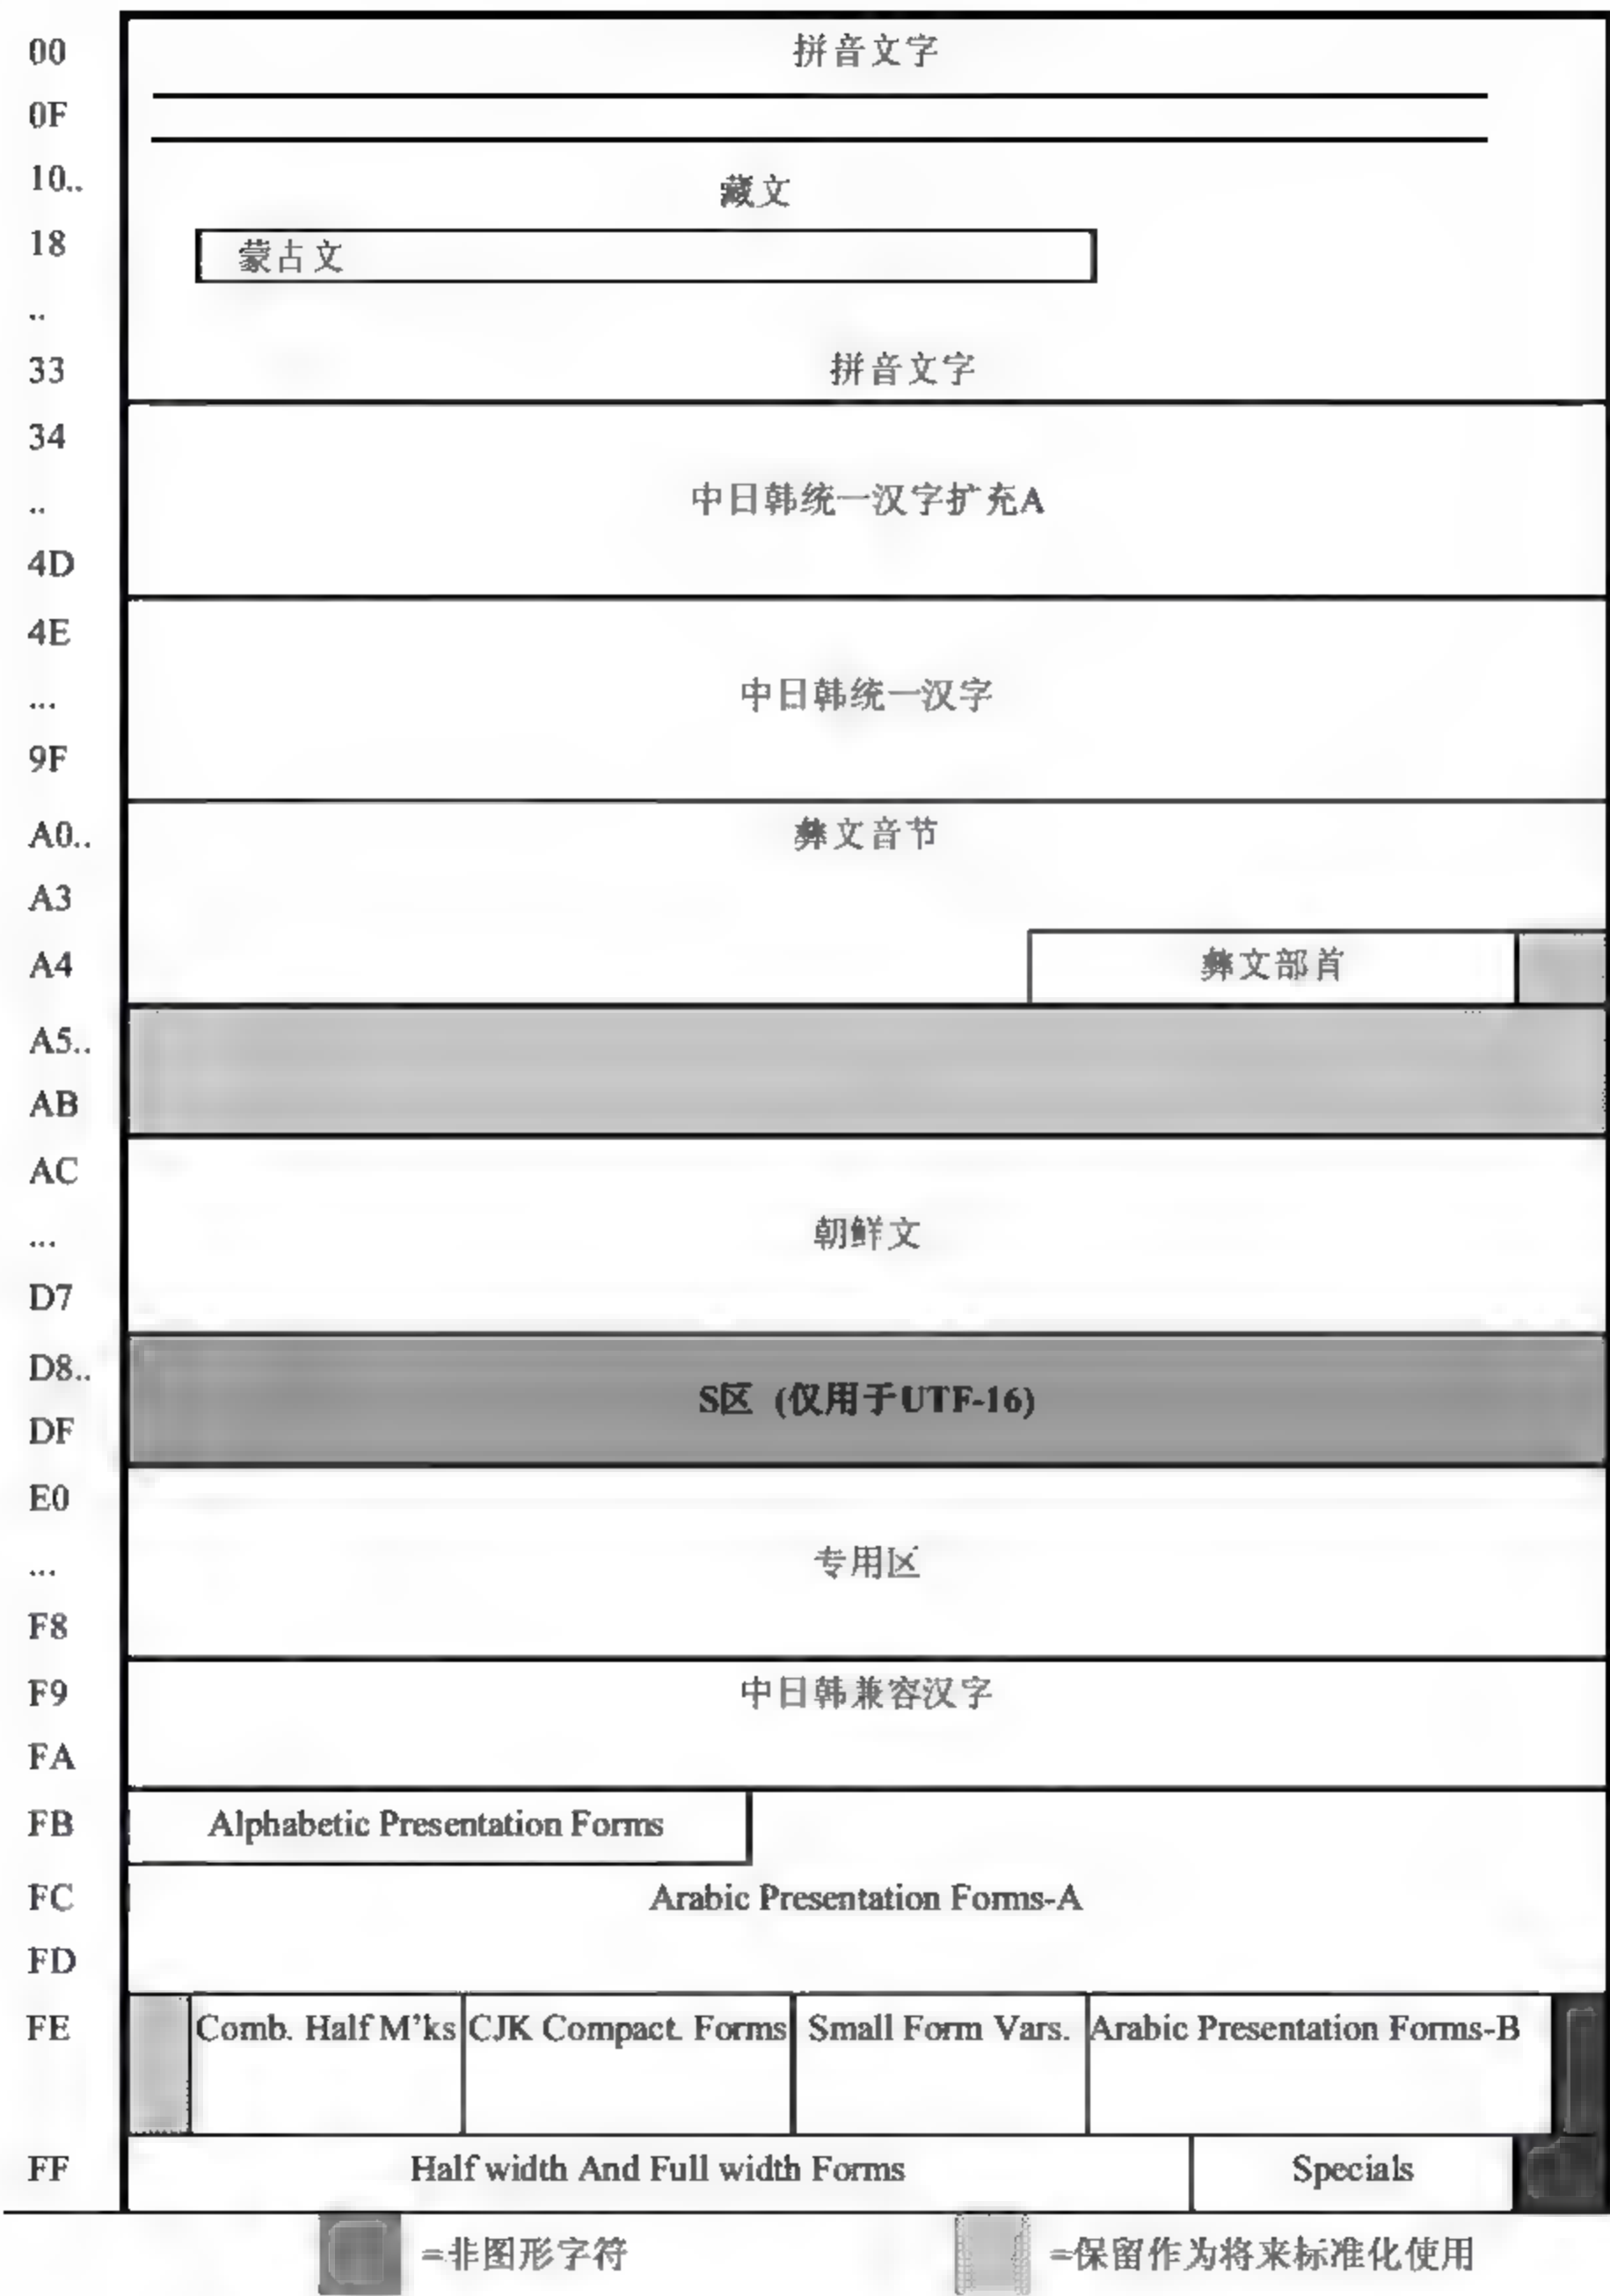 00 拼音文字
0F
10.. 藏文
18 蒙古文
..
33 拼音文字
34
.. 中日韩统一汉字扩充A
4D
4E
... 中日韩统一汉字
9F
A0.. 彝文音节
A3
A4 彝文部首
A5..
AB
AC
... 朝鲜文
D7
D8..
S区 (仅用于UTF-16)
DF
E0
... 专用区
F8
F9 中日韩兼容汉字
FA
FB Alphabetic Presentation Forms
FC Arabic Presentation Forms-A
FD
FE Comb. Half M'ks CJK Compact. Forms Small Form Vars. Arabic Presentation Forms-B
FF Half width And Full width Forms Specials
=非图形字符 =保留作为将来标准化使用